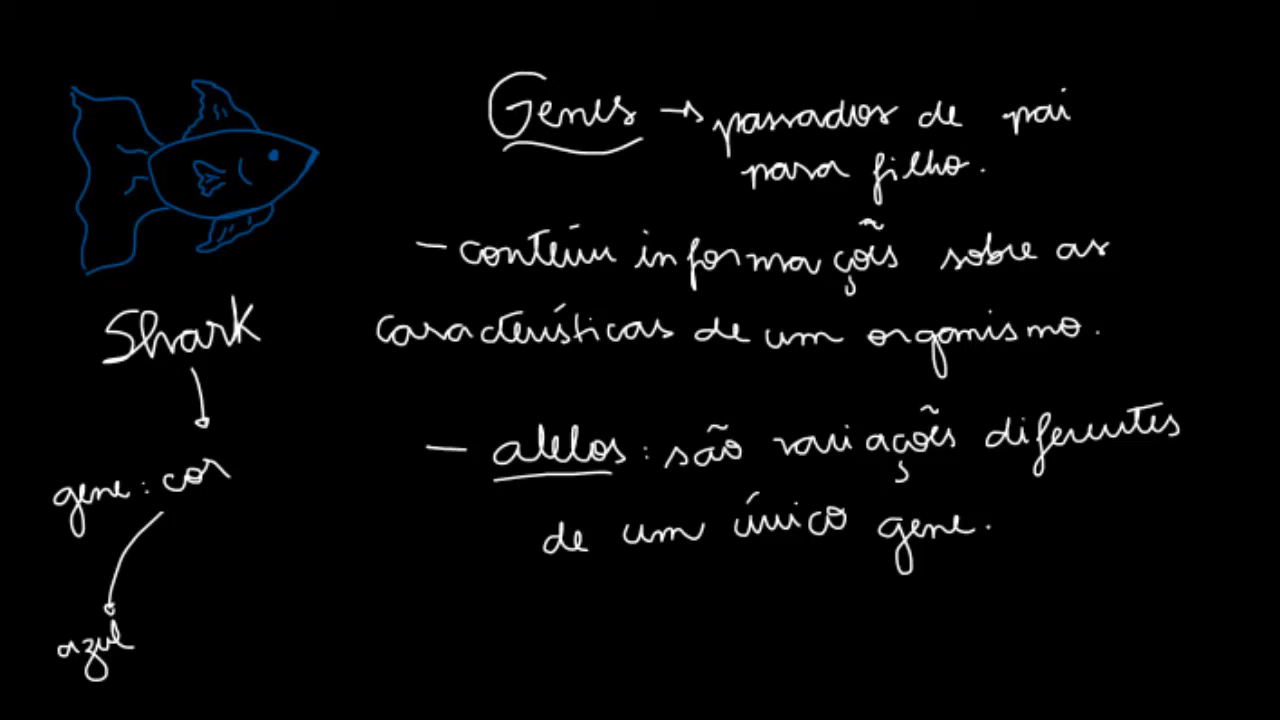 Genes → passados de pai
para filho.
- contém informações sobre as
características de um organismo.
- alelos: são variações diferentes
de um único gene.
Shark
gene: cor
azul